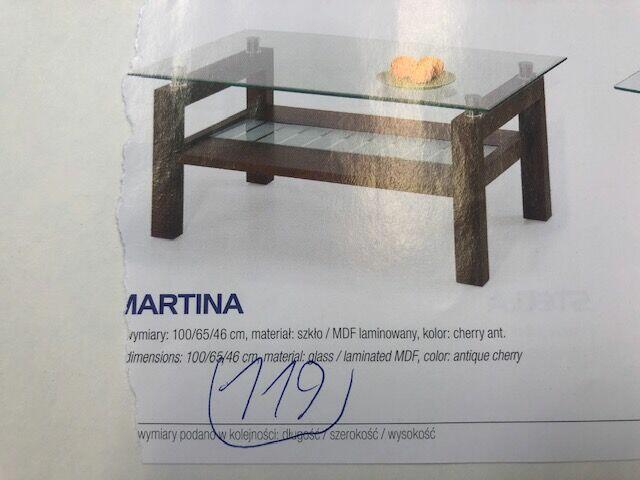 MARTINA
wymiary: 100/65/46 cm, materiał: szkło / MDF laminowany, kolor: cherry ant.
dimensions: 100/65/46 cm, material: glass / laminated MDF, color: antique cherry
119
wymiary podano w kolejności: długość / szerokość / wysokość